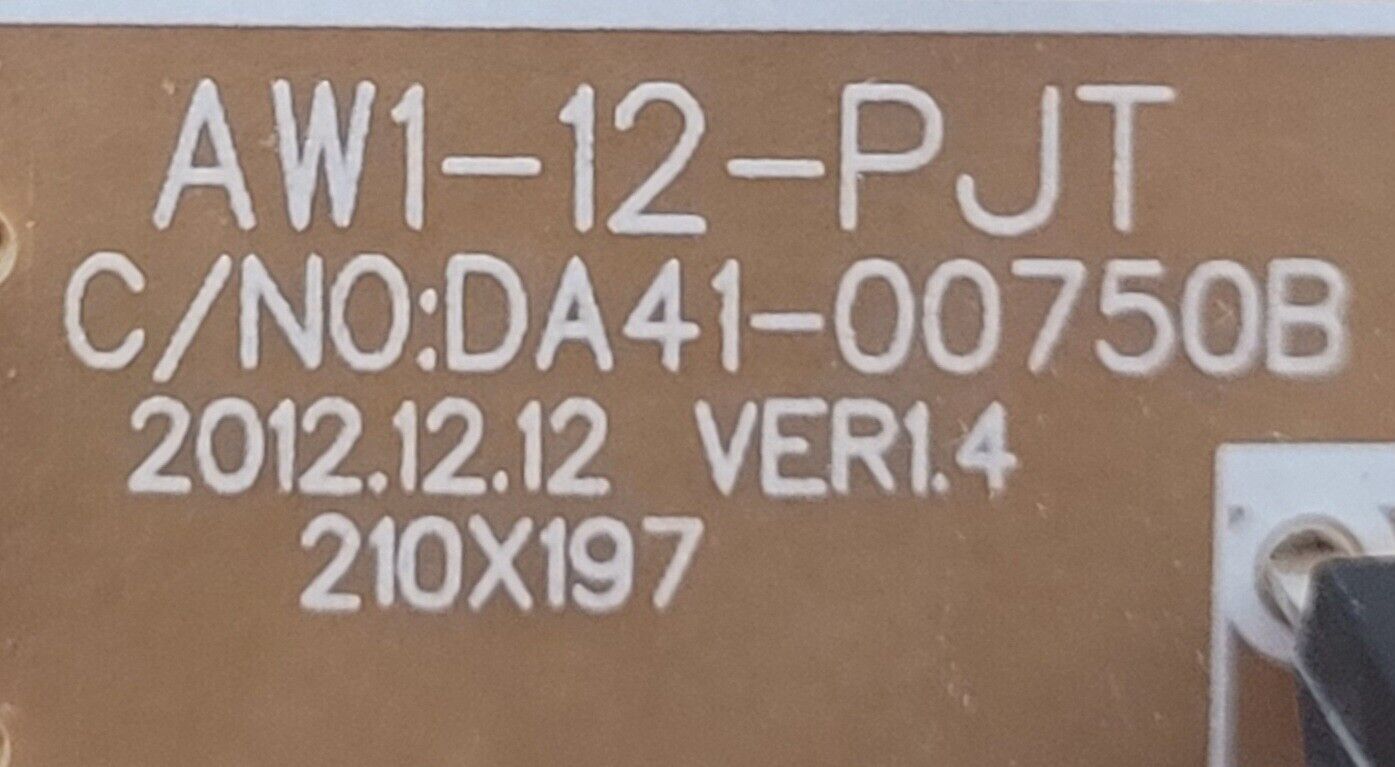 AW1-12-PJT
C/NO:DA41-00750B
2012.12.12 VER1.4
210X197